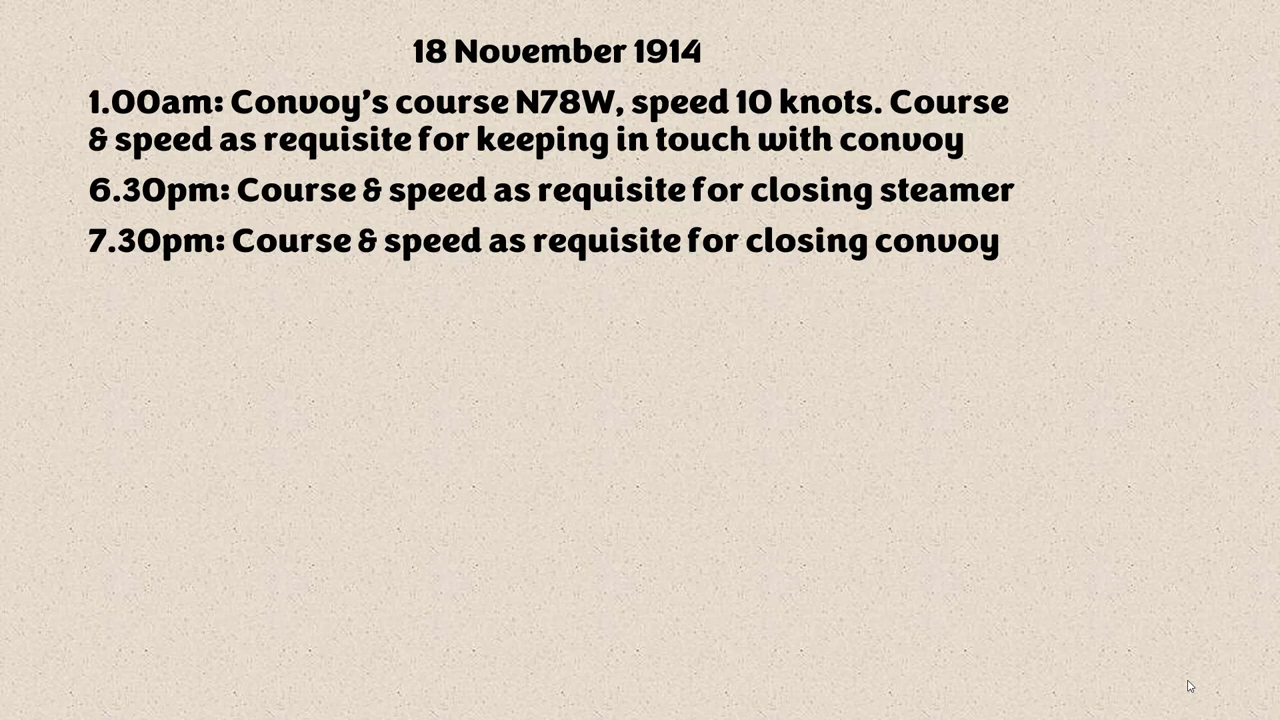 18 November 1914
1.00am: Convoy’s course N78W, speed 10 knots. Course
& speed as requisite for keeping in touch with convoy
6.30pm: Course & speed as requisite for closing steamer
7.30pm: Course & speed as requisite for closing convoy